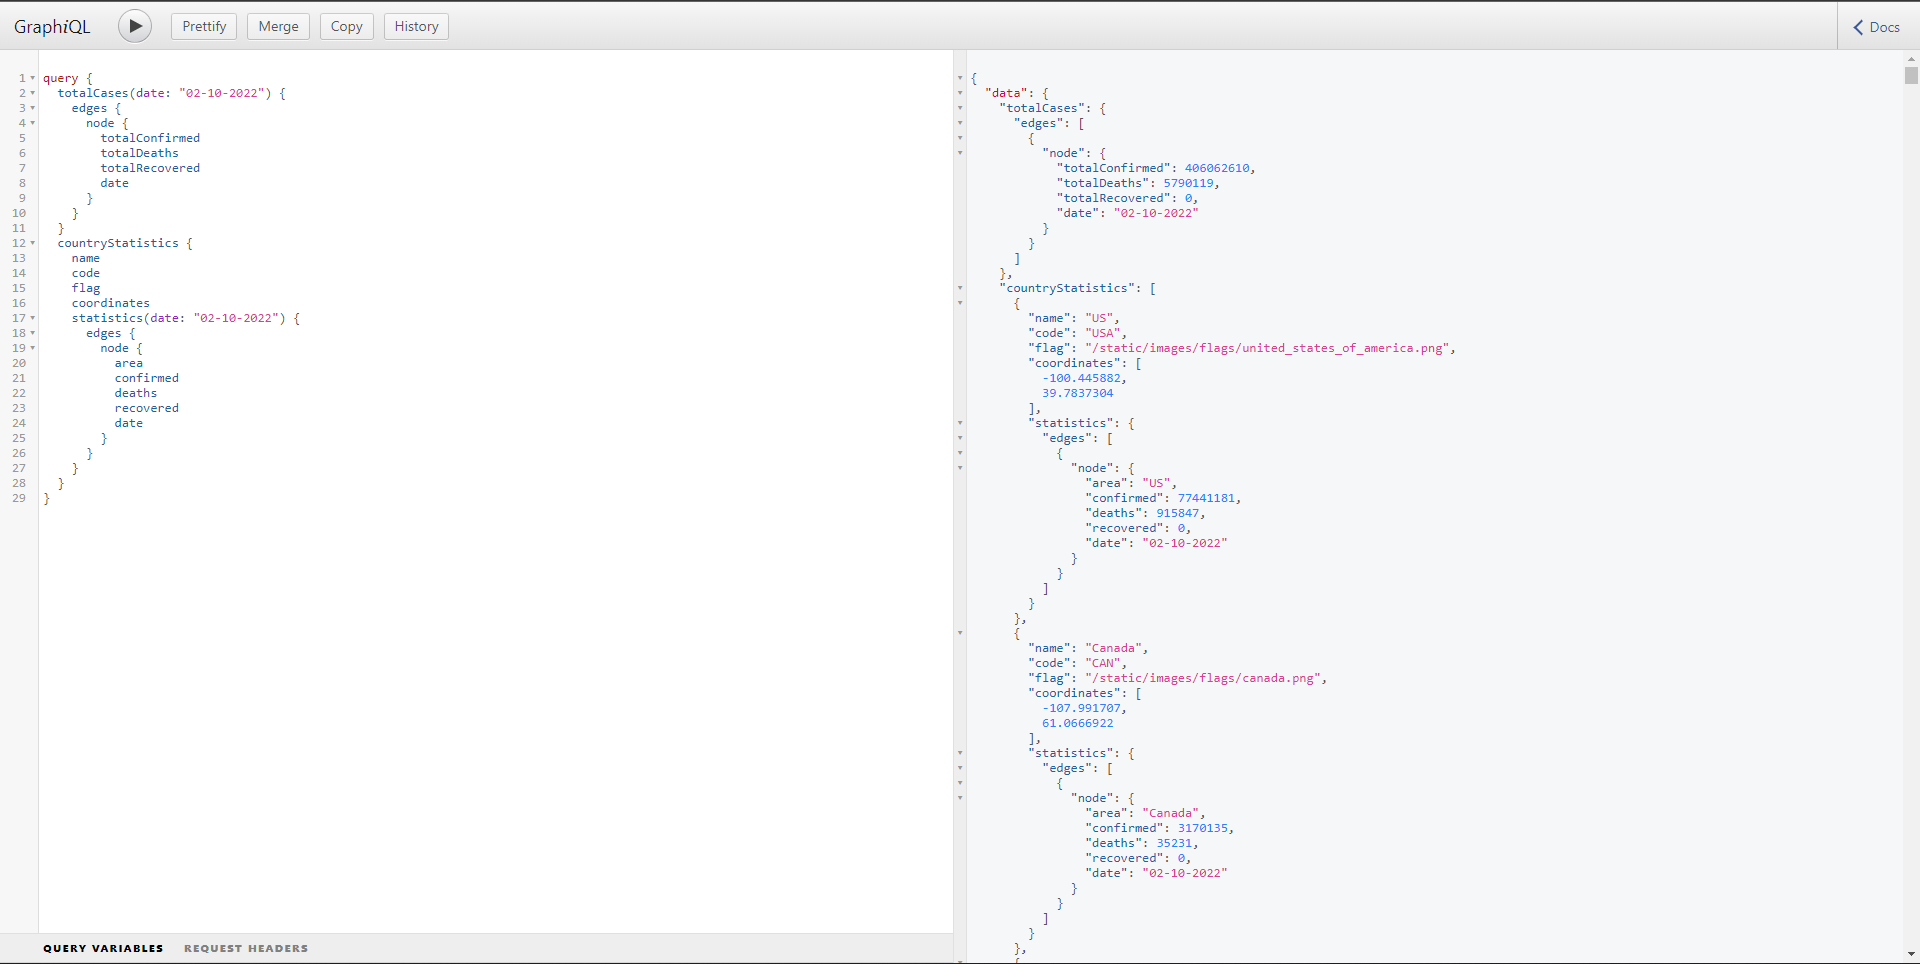 GraphiQL Prettify Merge Copy History Docs
1 query {
2 totalCases(date: "02-10-2022") {
3 edges {
4 node {
5 totalConfirmed
6 totalDeaths
7 totalRecovered
8 date
9 }
10 }
11 }
12 countryStatistics {
13 name
14 code
15 flag
16 coordinates
17 statistics(date: "02-10-2022") {
18 edges {
19 node {
20 area
21 confirmed
22 deaths
23 recovered
24 date
25 }
26 }
27 }
28 }
29 }
QUERY VARIABLES REQUEST HEADERS
{
"data": {
"totalCases": {
"edges": [
{
"node": {
"totalConfirmed": 406062610,
"totalDeaths": 5790119,
"totalRecovered": 0,
"date": "02-10-2022"
}
}
]
},
"countryStatistics": [
{
"name": "US",
"code": "USA",
"flag": "/static/images/flags/united_states_of_america.png",
"coordinates": [
-100.445882,
39.7837304
],
"statistics": {
"edges": [
{
"node": {
"area": "US",
"confirmed": 77441181,
"deaths": 915847,
"recovered": 0,
"date": "02-10-2022"
}
}
]
}
},
{
"name": "Canada",
"code": "CAN",
"flag": "/static/images/flags/canada.png",
"coordinates": [
-107.991707,
61.0666922
],
"statistics": {
"edges": [
{
"node": {
"area": "Canada",
"confirmed": 3170135,
"deaths": 35231,
"recovered": 0,
"date": "02-10-2022"
}
}
]
}
},
{